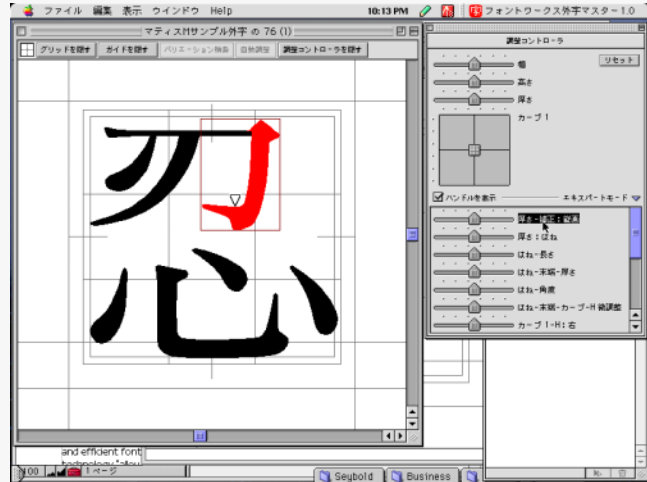 ファイル 編集 表示 ウインドウ Help 10:13 PM フォントワークス外字マスター1.0
マティスMサンプル外字 の 76 (1)
グリッドを隠す ガイドを隠す バリエーション検索 自動調整 調整コントローラを隠す
調整コントローラ
幅 リセット
高さ
厚さ
カーブ 1
ハンドルを表示 エキスパートモード
厚さ-補正:縦画
厚さ:はね
はね-長さ
はね-末端-厚さ
はね-角度
はね-末端-カーブ-H 微調整
カーブ 1-H:右
and efficient font
technology "allow
100 1 ページ
Seybold Business